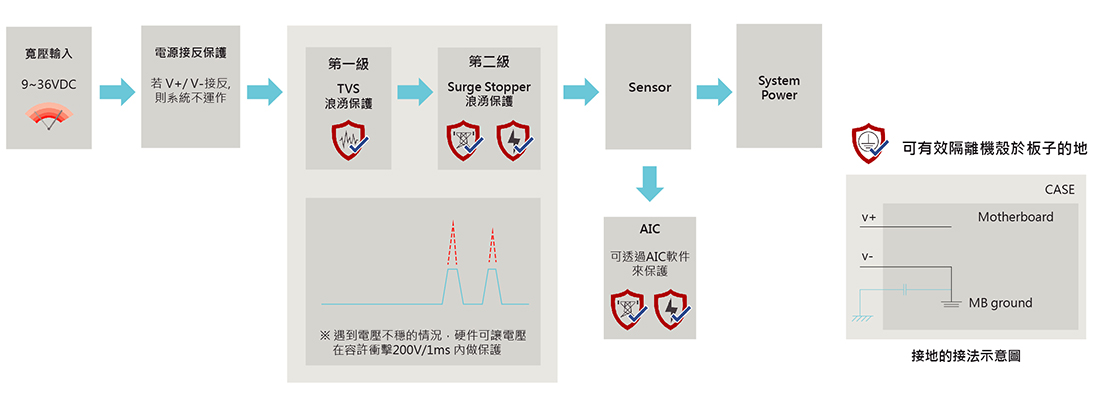 寬壓輸入
9~36VDC
電源接反保護
若 V+/ V-接反,
則系統不運作
第一級
TVS
浪湧保護
第二級
Surge Stopper
浪湧保護
※ 遇到電壓不穩的情況，硬件可讓電壓
在容許衝擊200V/1ms 內做保護
Sensor
System
Power
AIC
可透過AIC軟件
來保護
可有效隔離機殼於板子的地
CASE
V+
Motherboard
V-
MB ground
接地的接法示意圖